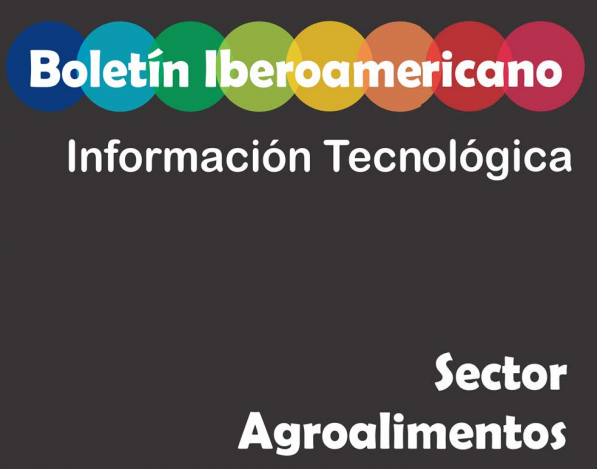 Boletín Iberoamericano
Información Tecnológica
Sector
Agroalimentos